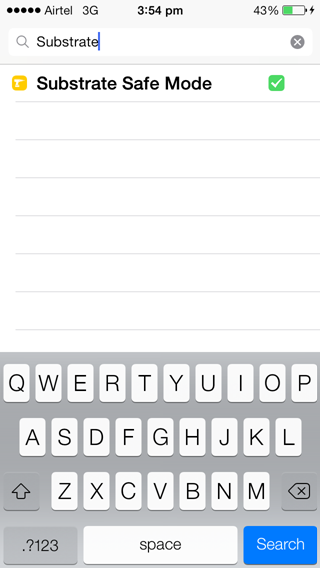 Airtel 3G 3:54 pm 43%
Substrate
Substrate Safe Mode
Q W E R T Y U I O P
A S D F G H J K L
Z X C V B N M
.?123 space Search